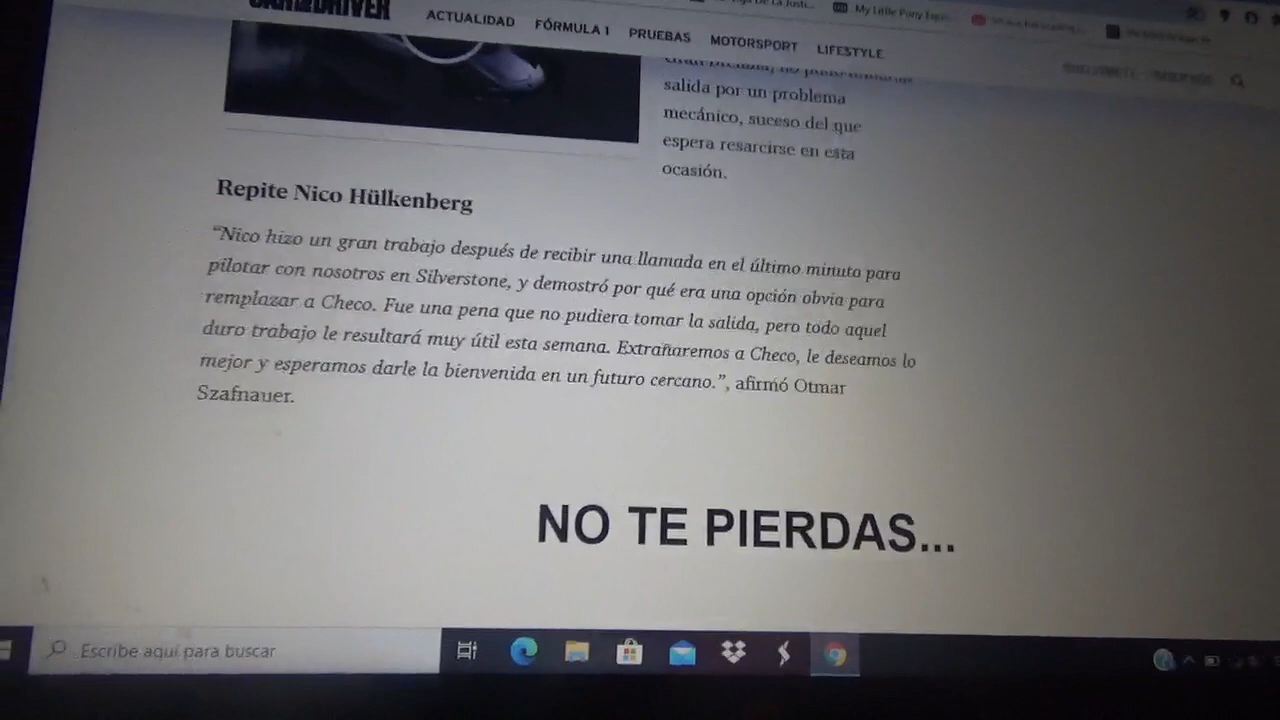 CAR and DRIVER
ACTUALIDAD FÓRMULA 1 PRUEBAS MOTORSPORT LIFESTYLE
My Little Pony
salida por un problema
mecánico, suceso del que
espera resarcirse en esta
ocasión.
Repite Nico Hülkenberg
“Nico hizo un gran trabajo después de recibir una llamada en el último minuto para
pilotar con nosotros en Silverstone, y demostró por qué era una opción obvia para
remplazar a Checo. Fue una pena que no pudiera tomar la salida, pero todo aquel
duro trabajo le resultará muy útil esta semana. Extrañaremos a Checo, le deseamos lo
mejor y esperamos darle la bienvenida en un futuro cercano.”, afirmó Otmar
Szafnauer.
NO TE PIERDAS...
Escribe aquí para buscar